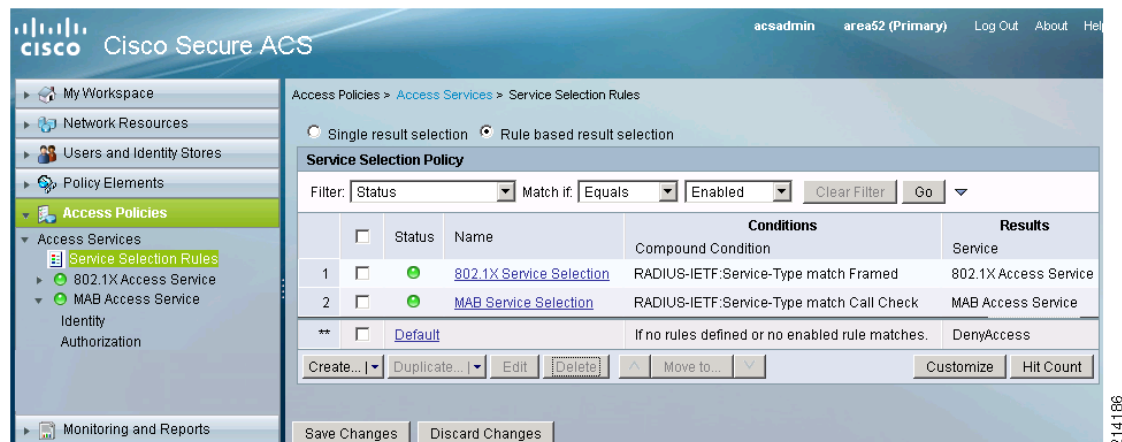 acsadmin area52 (Primary) Log Out About Hel
CISCO Cisco Secure ACS
My Workspace
Network Resources
Users and Identity Stores
Policy Elements
Access Policies
Access Services
Service Selection Rules
802.1X Access Service
MAB Access Service
Identity
Authorization
Monitoring and Reports
Access Policies > Access Services > Service Selection Rules
Single result selection Rule based result selection
Service Selection Policy
Filter: Status Match if: Equals Enabled Clear Filter Go
Conditions Results
Status Name Compound Condition Service
1 802.1X Service Selection RADIUS-IETF:Service-Type match Framed 802.1X Access Service
2 MAB Service Selection RADIUS-IETF:Service-Type match Call Check MAB Access Service
** Default If no rules defined or no enabled rule matches. DenyAccess
Create... | Duplicate... | Edit Delete ^ Move to... Customize Hit Count
Save Changes Discard Changes
214186